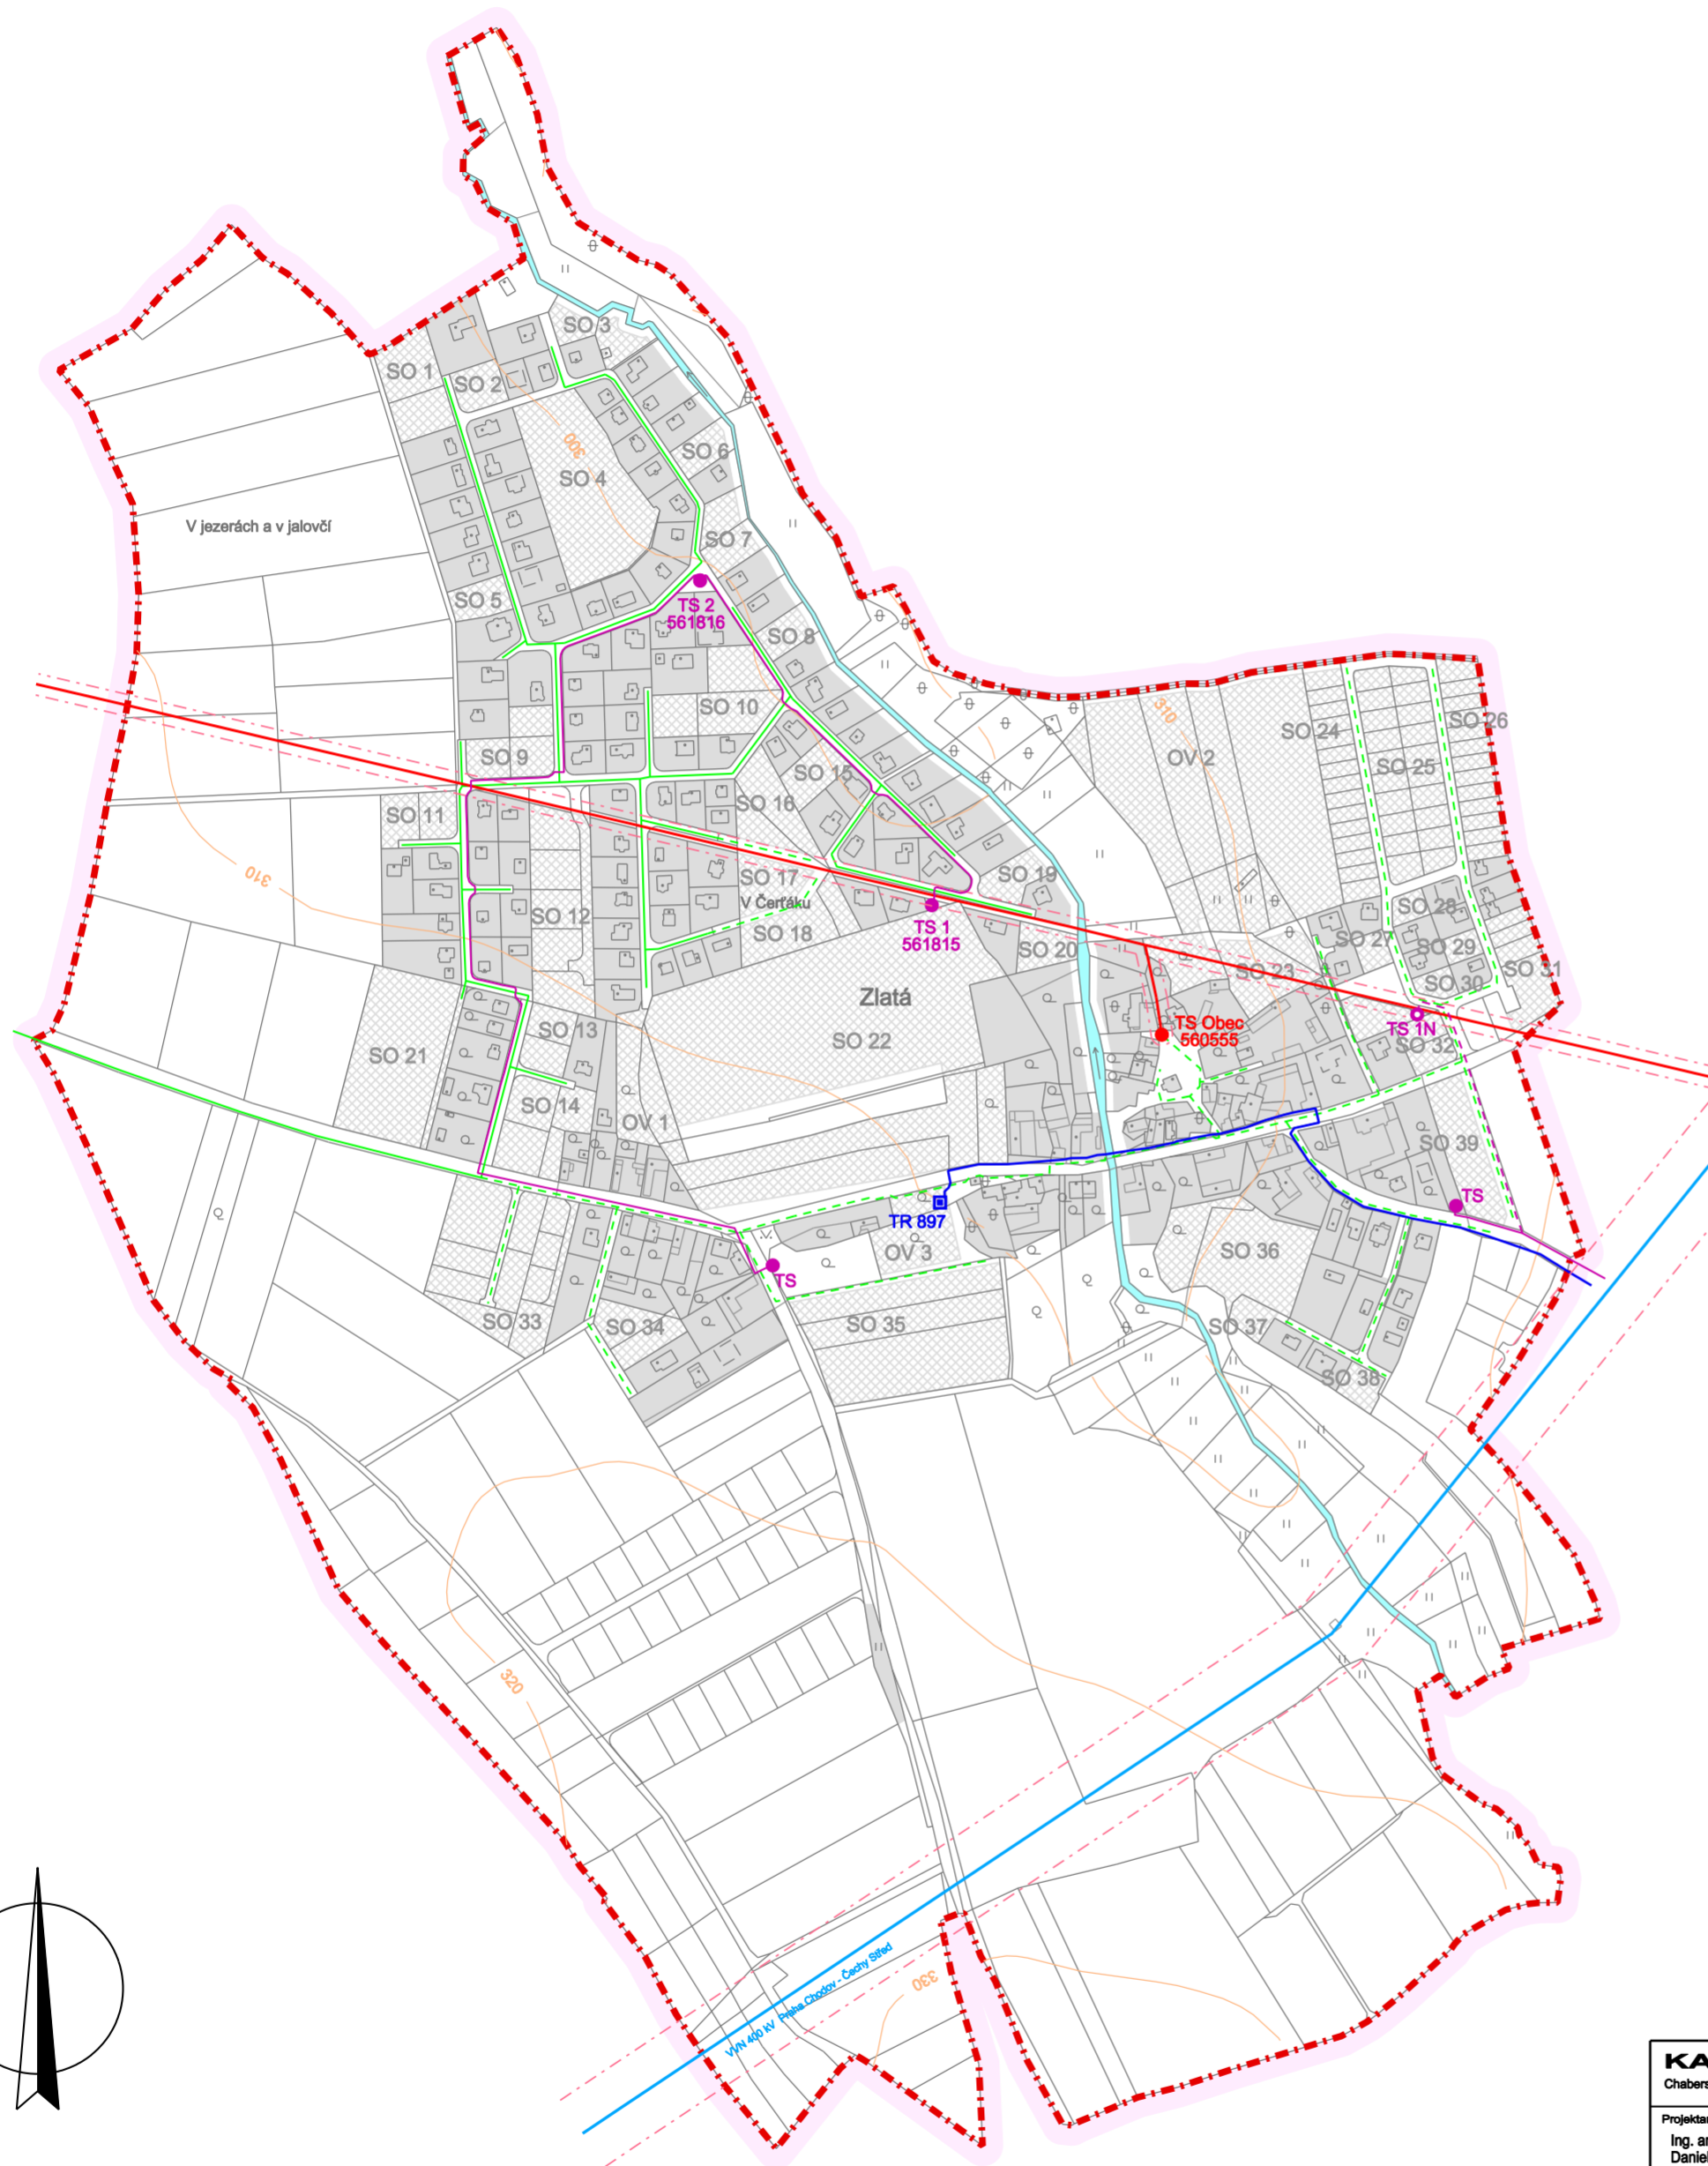 SO 3
SO 1
SO 2
300
SO 6
SO 4
V jezerách a v jalovčí
SO 7
SO 5
TS 2
561816
SO 8
SO 10
310
SO 24
SO 26
SO 9
OV 2
SO 25
SO 15
SO 16
SO 11
310
SO 17
SO 19
V Čerťáku
SO 28
SO 12
SO 18
TS 1
561815
SO 20
SO 27
SO 29
SO 23
SO 31
SO 30
Zlatá
SO 13
SO 22
TS Obec
560555
TS 1N
SO 32
SO 21
SO 14
OV 1
SO 39
TS
TR 897
OV 3
SO 36
TS
SO 33
SO 34
SO 35
SO 37
SO 38
320
VVN 400 kV Praha Chodov - Čechy Střed
330
KA
Chabers
Projektan
Ing. ar
Daniel